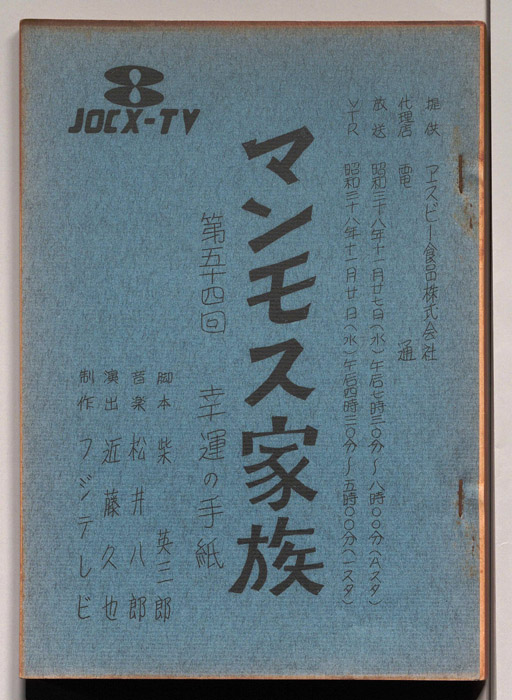 8
JOCX-TV
提供　ヱスビー食品株式会社
代理店　電通
放送　昭和三十八年十一月廿七日(水)午后七時三〇分〜八時〇〇分(Aスタ)
VTR　昭和三十八年十一月廿日(水)午后四時三〇分〜五時〇〇分(一スタ)
マンモス家族
第五十四回　幸運の手紙
脚本　柴英三郎
音楽　松井八郎
演出　近藤久也
制作　フジテレビ